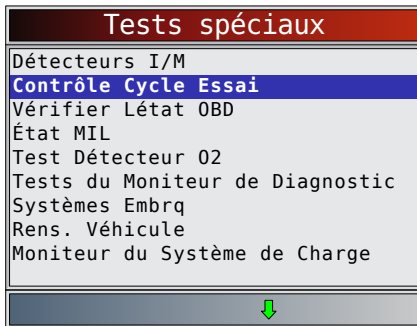 Tests spéciaux
Détecteurs I/M
Contrôle Cycle Essai
Vérifier Létat OBD
État MIL
Test Détecteur O2
Tests du Moniteur de Diagnostic
Systèmes Embrq
Rens. Véhicule
Moniteur du Système de Charge